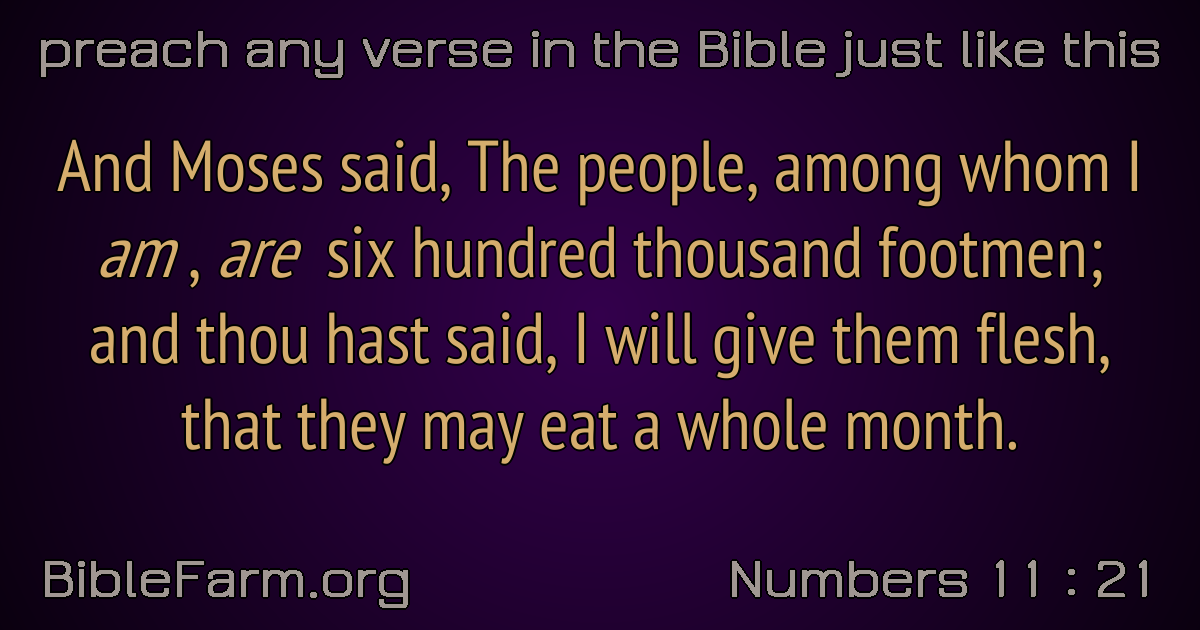 preach any verse in the Bible just like this
And Moses said, The people, among whom I
am , are six hundred thousand footmen;
and thou hast said, I will give them flesh,
that they may eat a whole month.
BibleFarm.org
Numbers 11 : 21